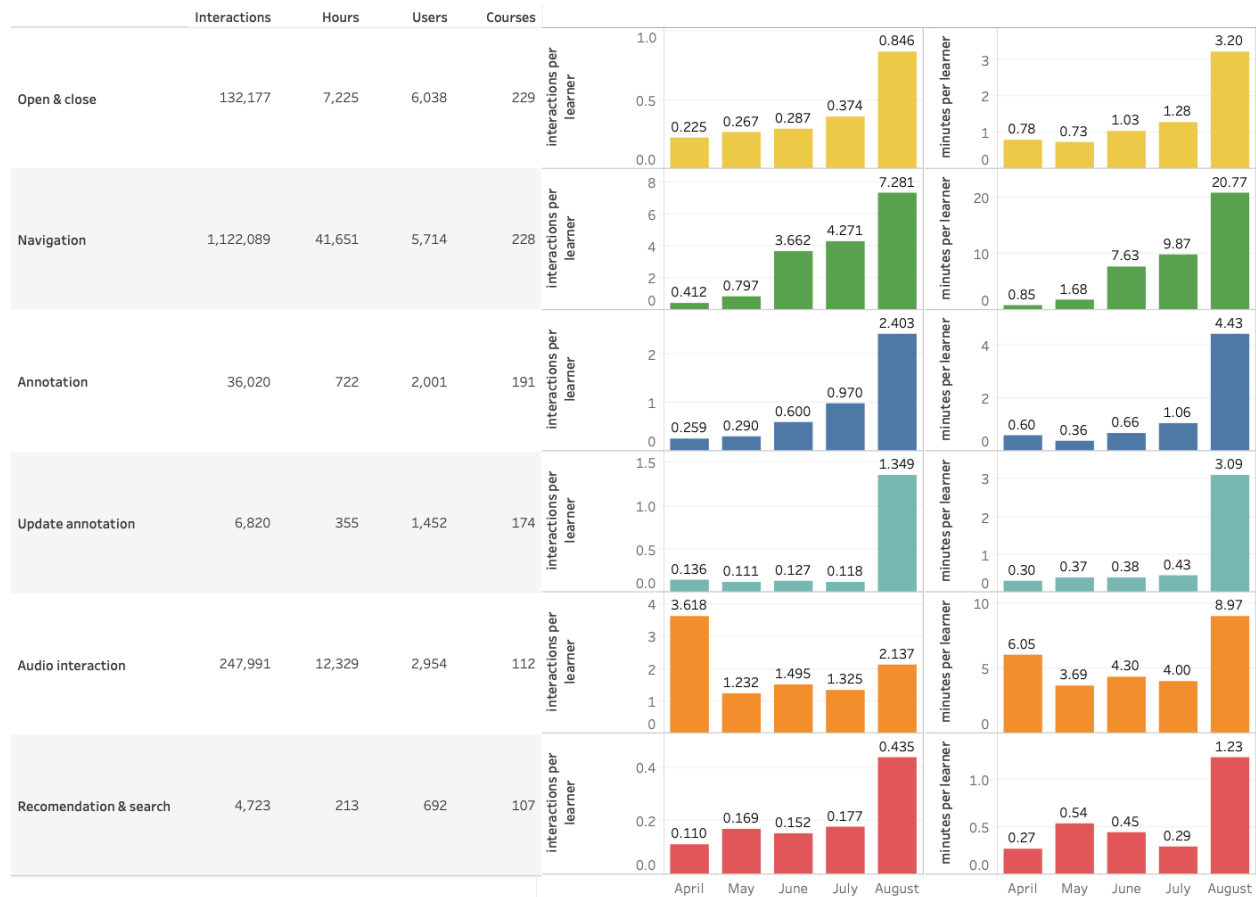 Interactions Hours Users Courses
Open & close 132,177 7,225 6,038 229
interactions per
learner
1.0
0.5
0.0
0.225 0.267 0.287 0.374 0.846
minutes per learner
3
2
1
0
0.78 0.73 1.03 1.28 3.20
Navigation 1,122,089 41,651 5,714 228
interactions per
learner
8
6
4
2
0
0.412 0.797 3.662 4.271 7.281
minutes per learner
20
10
0
0.85 1.68 7.63 9.87 20.77
Annotation 36,020 722 2,001 191
interactions per
learner
2
1
0
0.259 0.290 0.600 0.970 2.403
minutes per learner
4
2
0
0.60 0.36 0.66 1.06 4.43
Update annotation 6,820 355 1,452 174
interactions per
learner
1.5
1.0
0.5
0.0
0.136 0.111 0.127 0.118 1.349
minutes per learner
3
2
1
0
0.30 0.37 0.38 0.43 3.09
Audio interaction 247,991 12,329 2,954 112
interactions per
learner
4
3
2
1
0
3.618 1.232 1.495 1.325 2.137
minutes per learner
10
5
0
6.05 3.69 4.30 4.00 8.97
Recomendation & search 4,723 213 692 107
interactions per
learner
0.4
0.2
0.0
0.110 0.169 0.152 0.177 0.435
minutes per learner
1.0
0.5
0.0
0.27 0.54 0.45 0.29 1.23
April May June July August
April May June July August